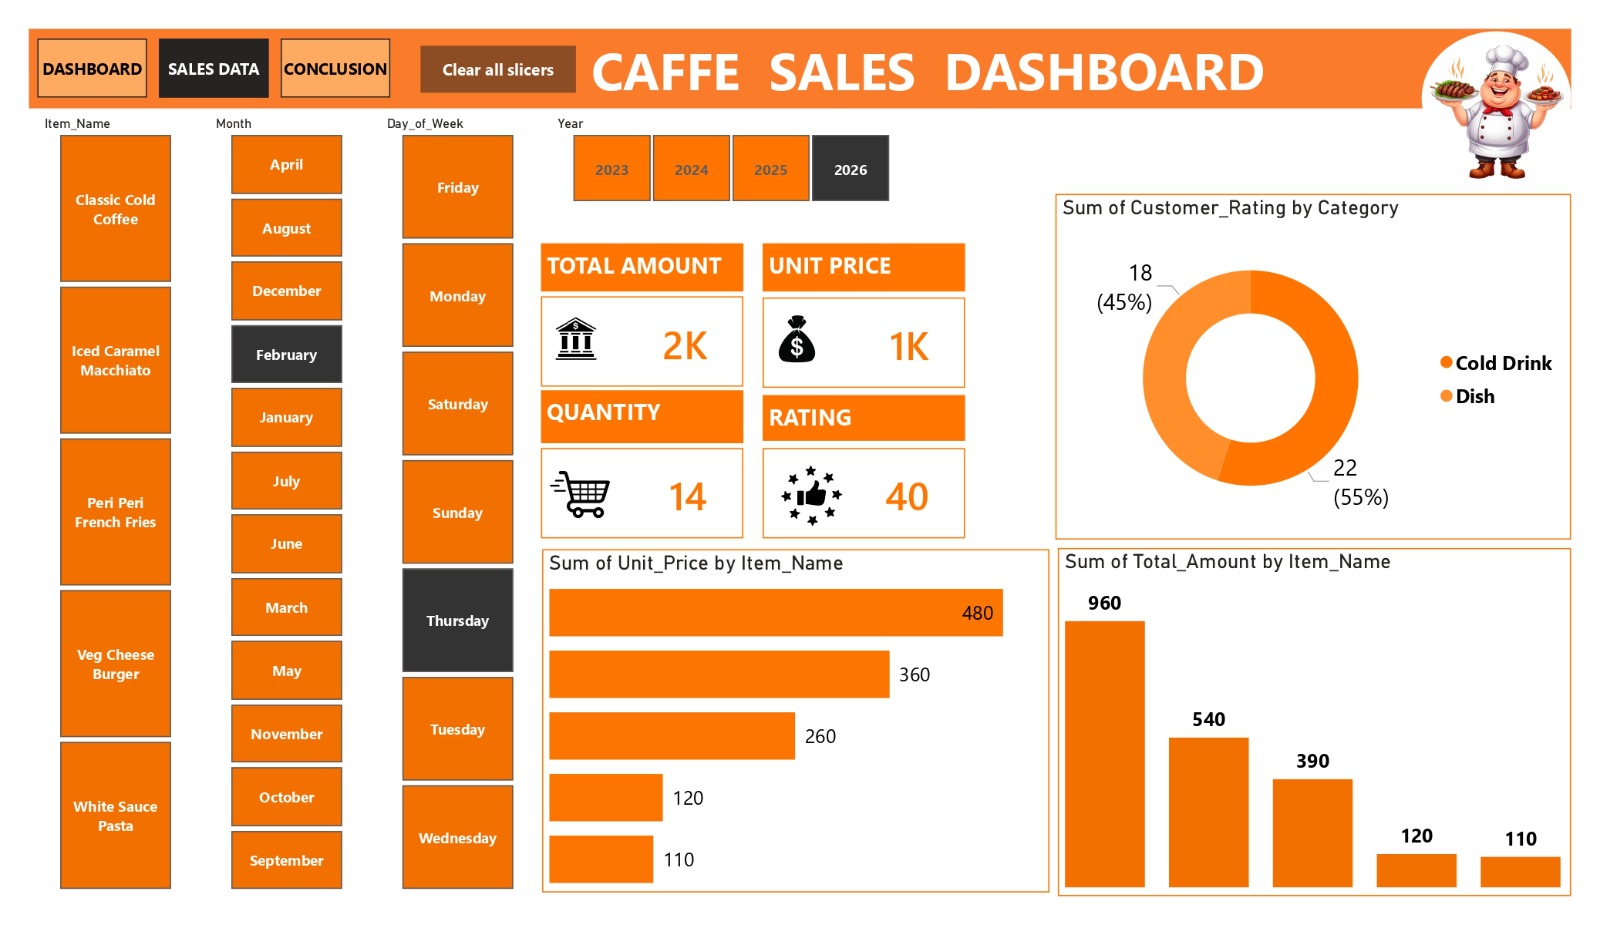 DASHBOARD
SALES DATA
CONCLUSION
Clear all slicers
CAFFE SALES DASHBOARD
Item_Name
Classic Cold
Coffee
Iced Caramel
Macchiato
Peri Peri
French Fries
Veg Cheese
Burger
White Sauce
Pasta
Month
April
August
December
February
January
July
June
March
May
November
October
September
Day_of_Week
Friday
Monday
Saturday
Sunday
Thursday
Tuesday
Wednesday
Year
2023
2024
2025
2026
TOTAL AMOUNT
$
2K
UNIT PRICE
$
1K
QUANTITY
14
RATING
40
Sum of Customer_Rating by Category
18
(45%)
22
(55%)
Cold Drink
Dish
Sum of Unit_Price by Item_Name
480
360
260
120
110
Sum of Total_Amount by Item_Name
960
540
390
120
110